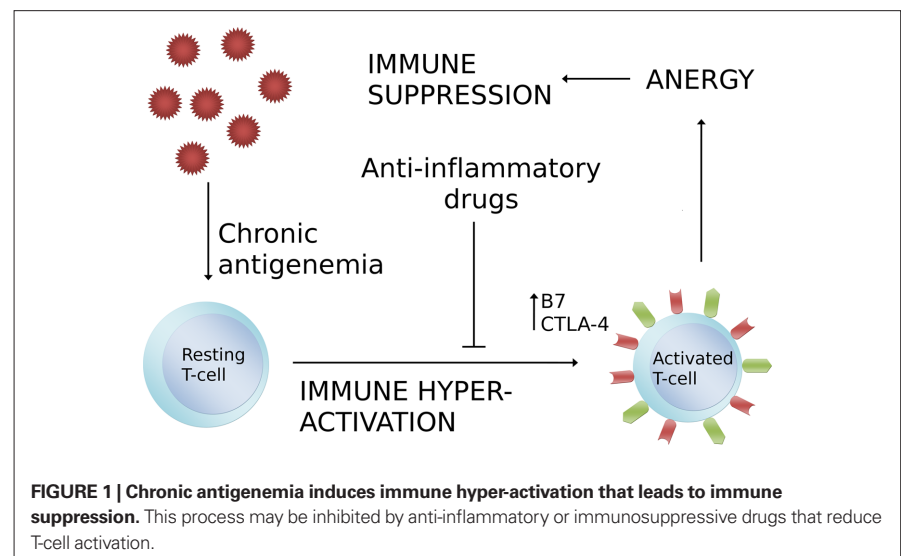 IMMUNE
SUPPRESSION
ANERGY
Anti-inflammatory
drugs
Chronic
antigenemia
B7
CTLA-4
Resting
T-cell
Activated
T-cell
IMMUNE HYPER-
ACTIVATION
FIGURE 1 | Chronic antigenemia induces immune hyper-activation that leads to immune
suppression. This process may be inhibited by anti-inflammatory or immunosuppressive drugs that reduce
T-cell activation.